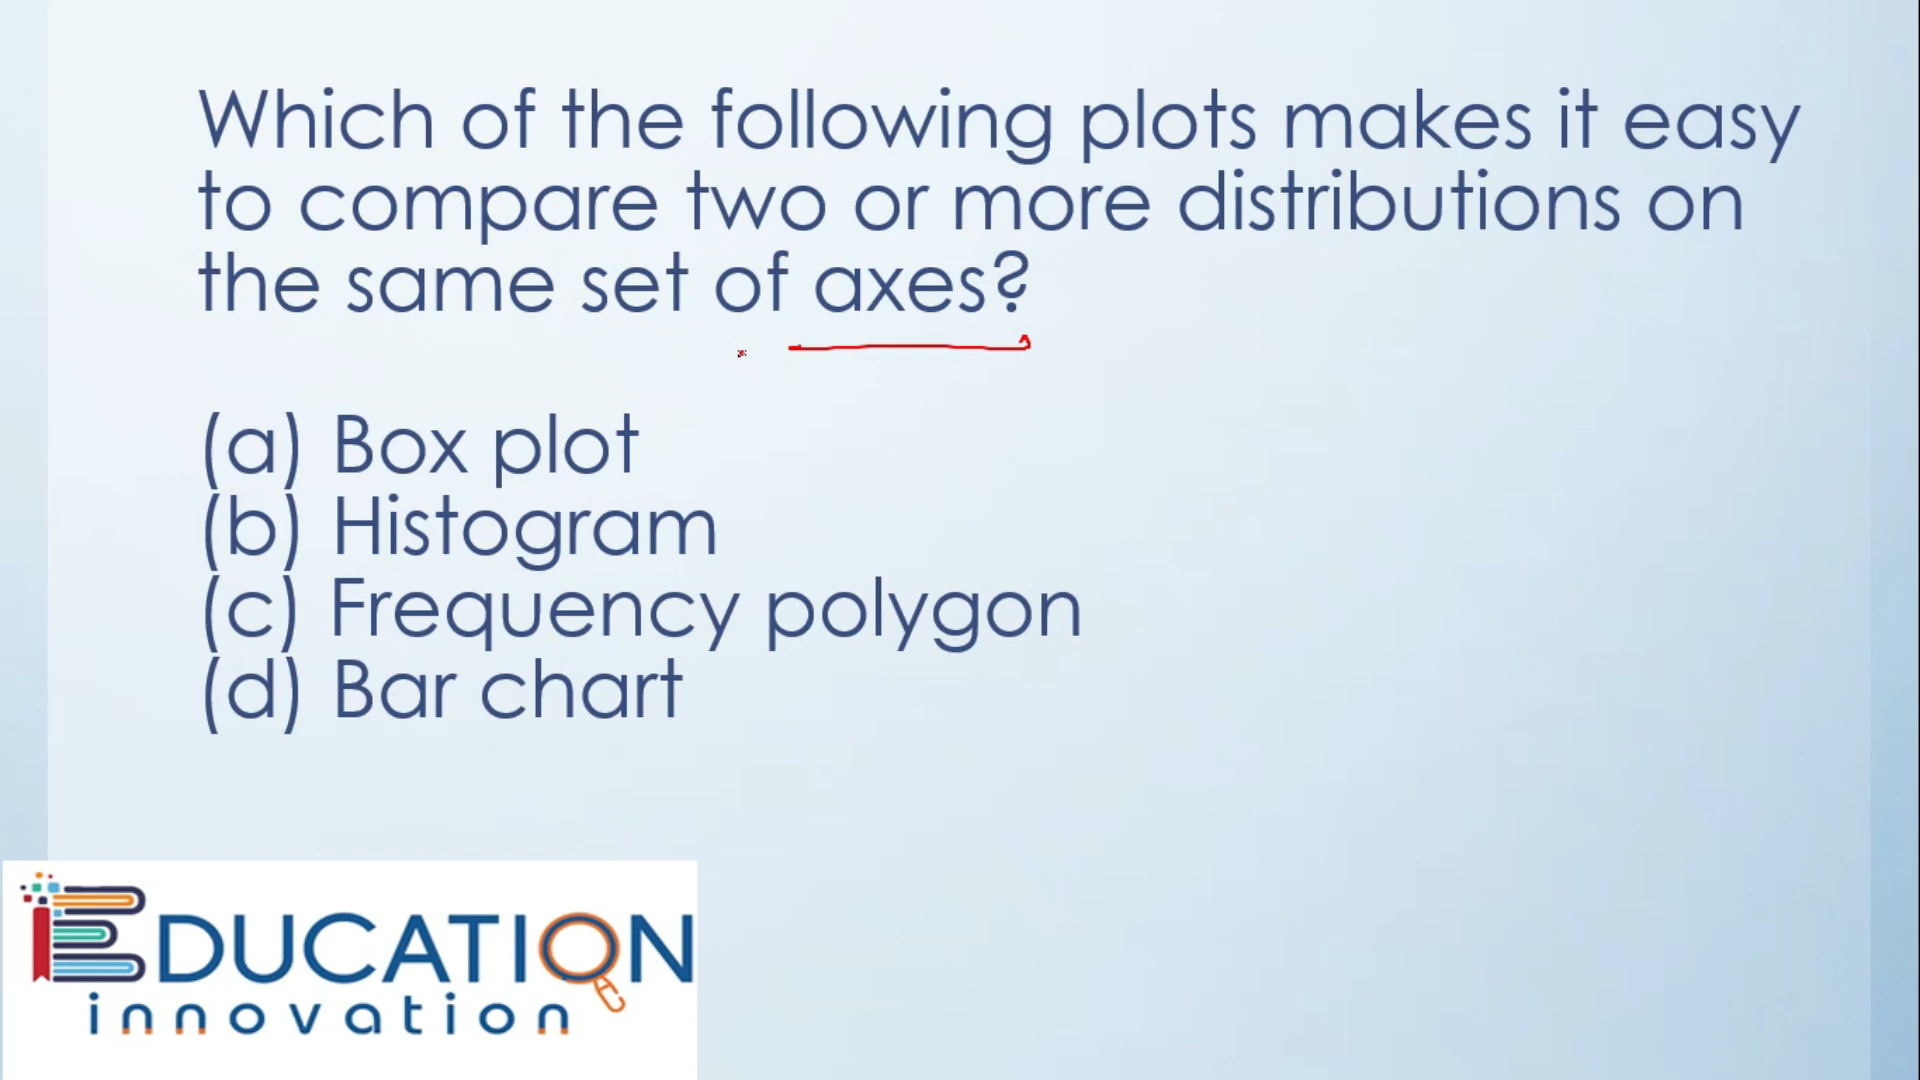 Which of the following plots makes it easy
to compare two or more distributions on
the same set of axes?
(a) Box plot
(b) Histogram
(c) Frequency polygon
(d) Bar chart
EDUCATION
innovation